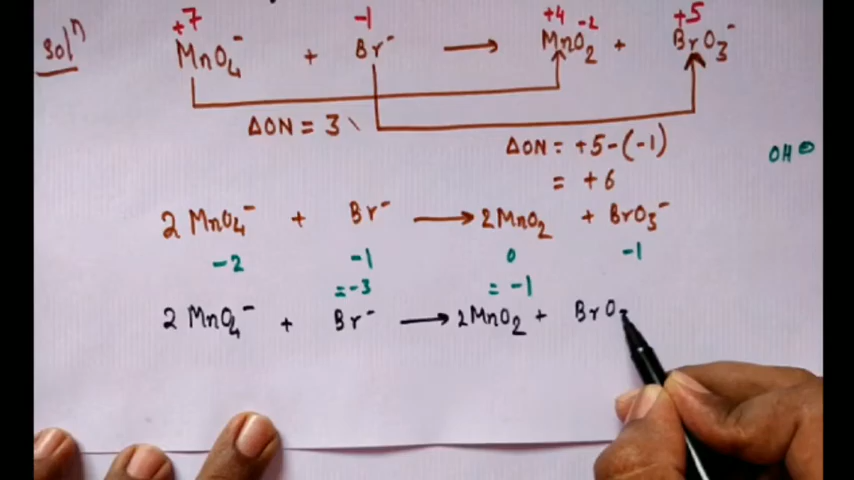 +7 -1 +4 -2 +5
Solⁿ MnO₄⁻ + Br⁻ ⟶ MnO₂ + BrO₃⁻
ΔON = 3
ΔON = +5-(-1)
= +6
OH⊖
2 MnO₄⁻ + Br⁻ ⟶ 2MnO₂ + BrO₃⁻
-2 -1 0 -1
=-3 = -1
2 MnO₄⁻ + Br⁻ ⟶ 2MnO₂ + BrO